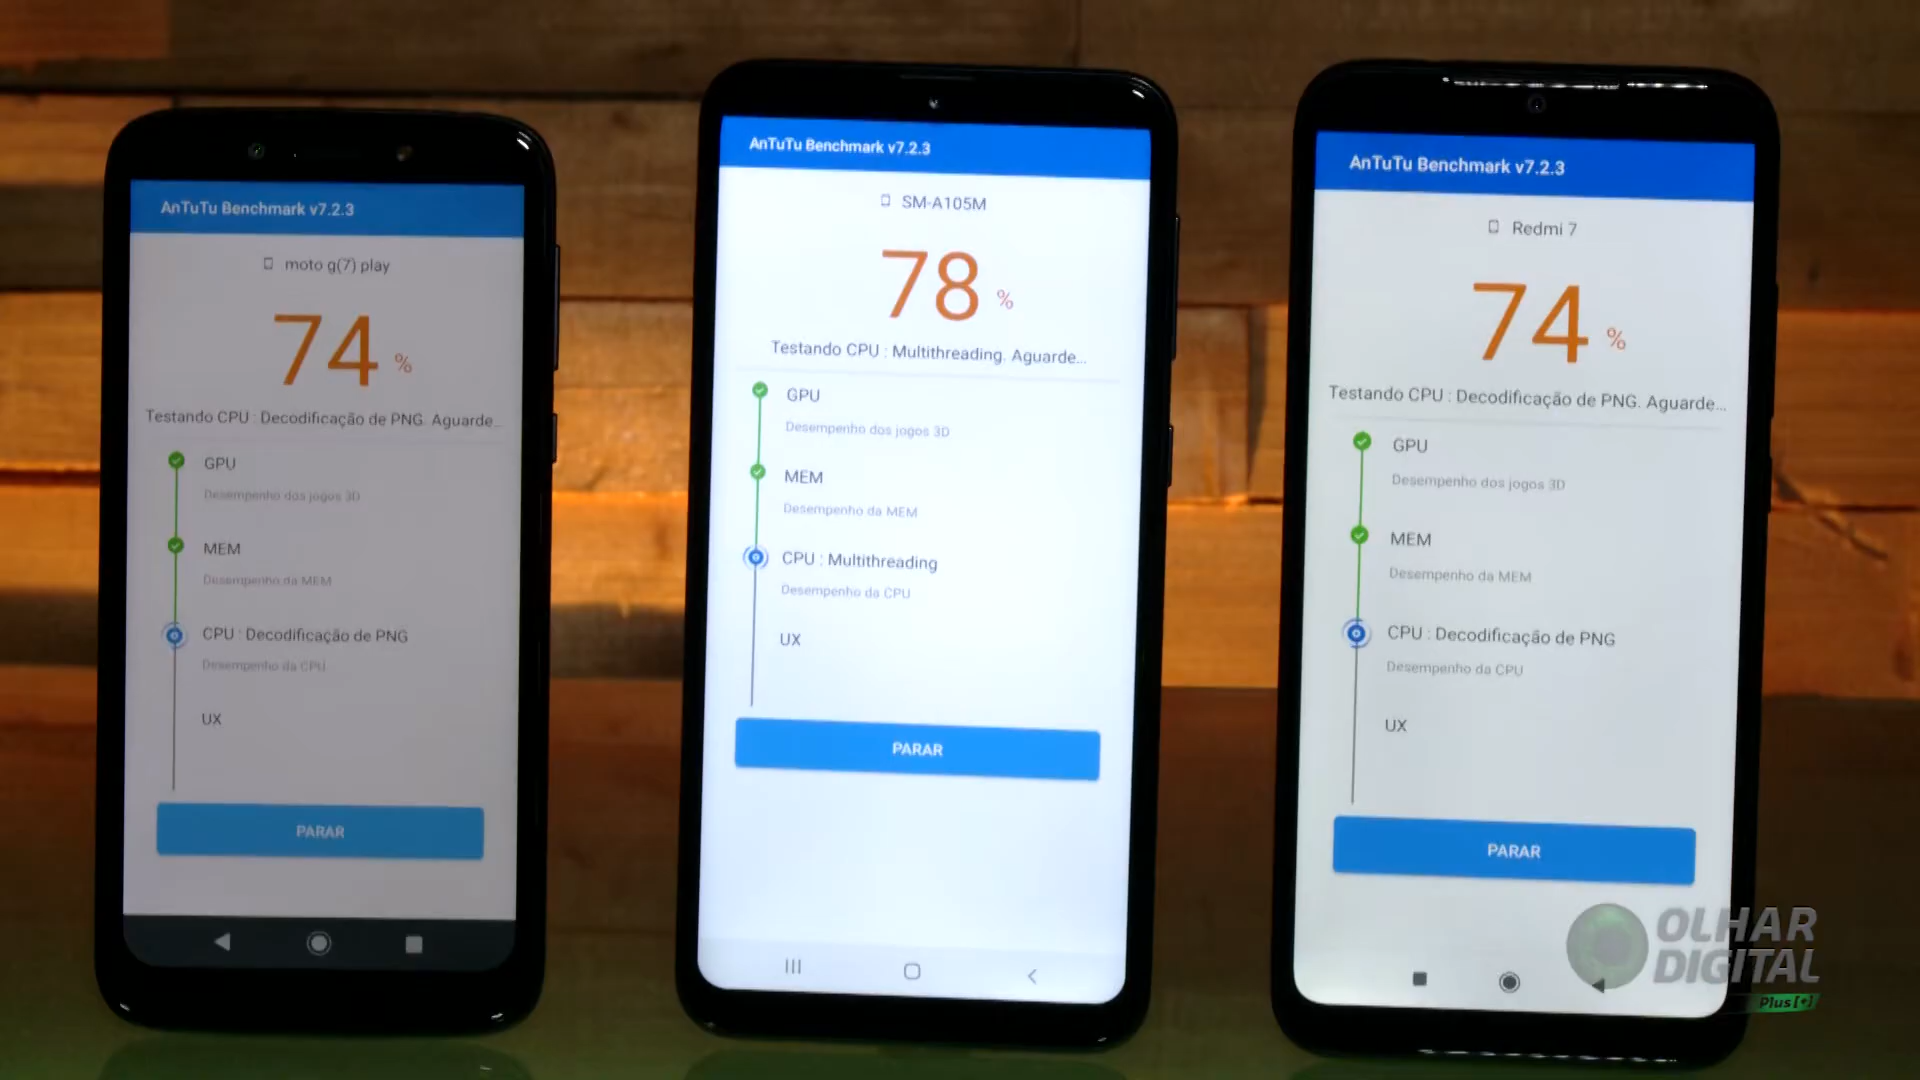 AnTuTu Benchmark v7.2.3
moto g(7) play
74 %
Testando CPU : Decodificação de PNG. Aguarde...
GPU
Desempenho dos jogos 3D
MEM
Desempenho da MEM
CPU : Decodificação de PNG
Desempenho da CPU
UX
PARAR
AnTuTu Benchmark v7.2.3
SM-A105M
78 %
Testando CPU : Multithreading. Aguarde...
GPU
Desempenho dos jogos 3D
MEM
Desempenho da MEM
CPU : Multithreading
Desempenho da CPU
UX
PARAR
AnTuTu Benchmark v7.2.3
Redmi 7
74 %
Testando CPU : Decodificação de PNG. Aguarde...
GPU
Desempenho dos jogos 3D
MEM
Desempenho da MEM
CPU : Decodificação de PNG
Desempenho da CPU
UX
PARAR
OLHAR
DIGITAL
Plus[+]